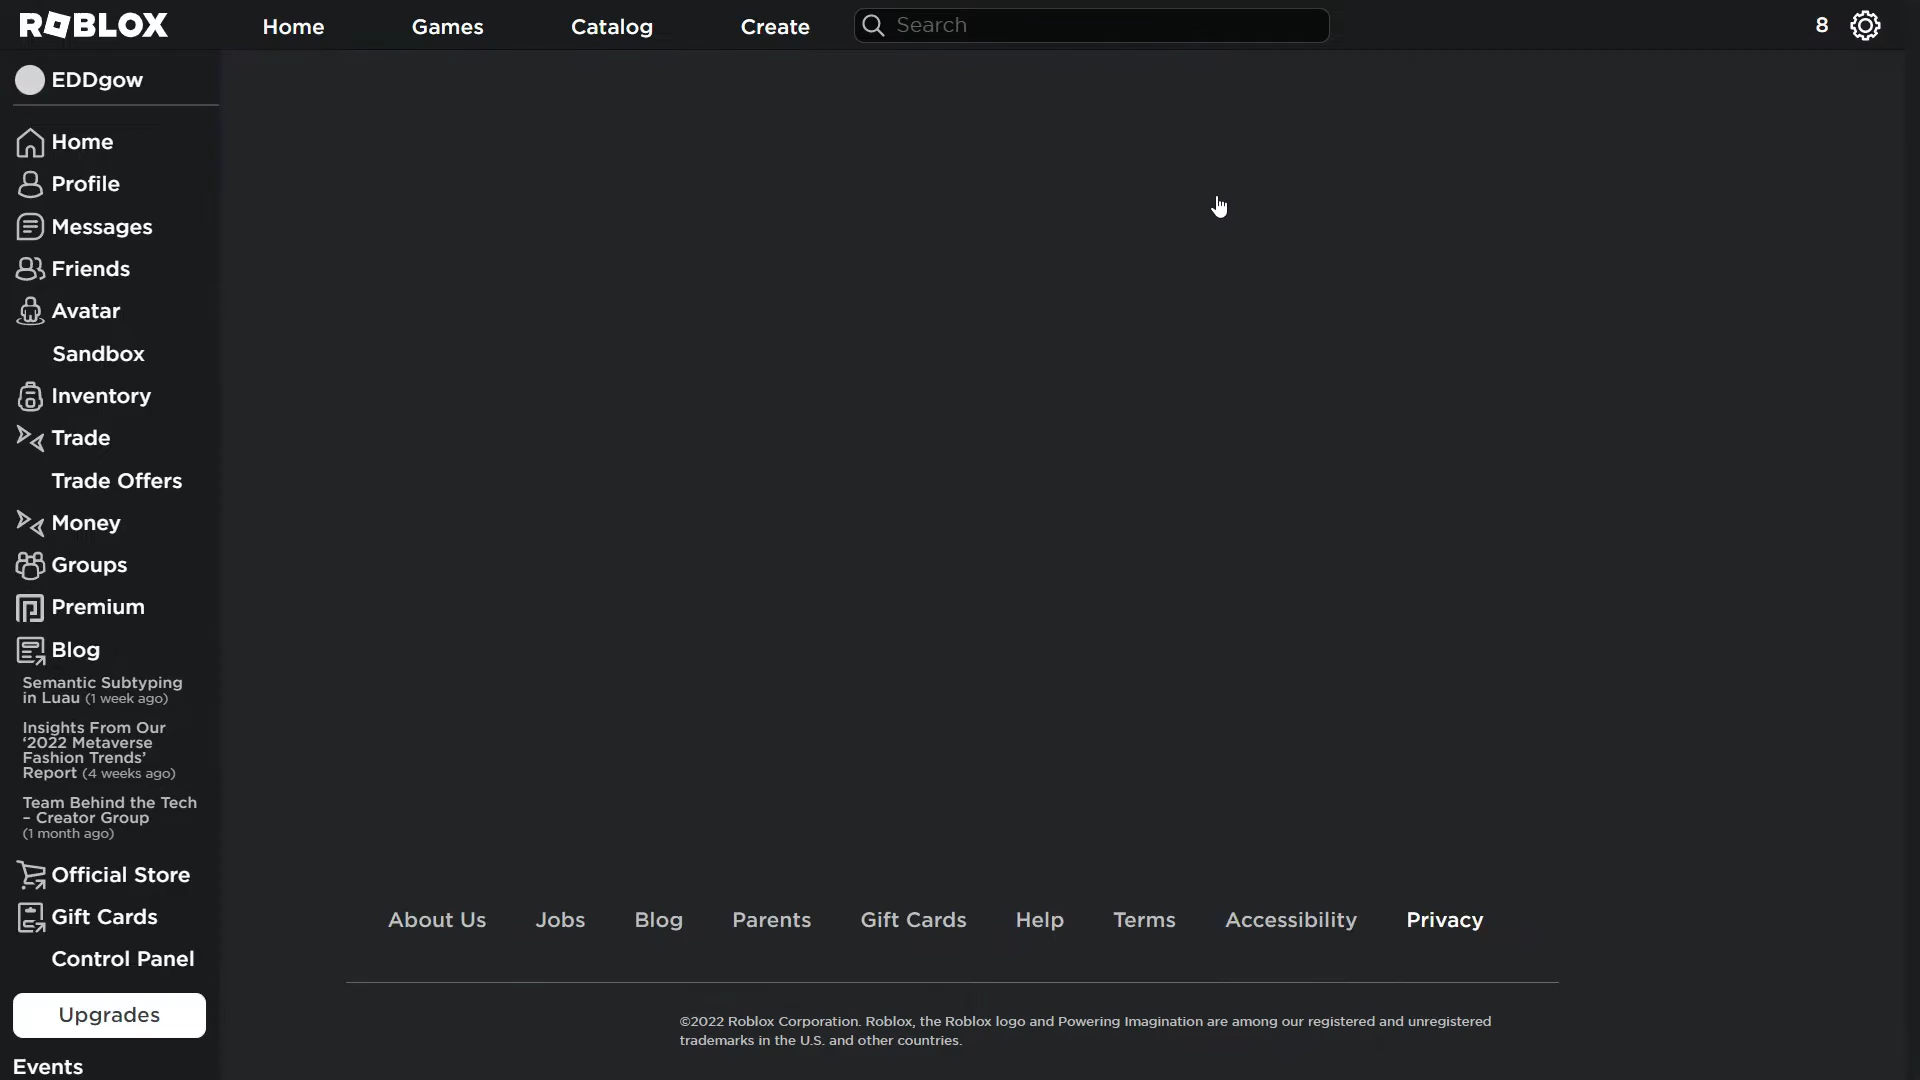 ROBLOX
Home
Games
Catalog
Create
Search
8
EDDgow
Home
Profile
Messages
Friends
Avatar
Sandbox
Inventory
Trade
Trade Offers
Money
Groups
Premium
Blog
Semantic Subtyping
in Luau (1 week ago)
Insights From Our
‘2022 Metaverse
Fashion Trends’
Report (4 weeks ago)
Team Behind the Tech
– Creator Group
(1 month ago)
Official Store
Gift Cards
Control Panel
Upgrades
Events
About Us
Jobs
Blog
Parents
Gift Cards
Help
Terms
Accessibility
Privacy
©2022 Roblox Corporation. Roblox, the Roblox logo and Powering Imagination are among our registered and unregistered
trademarks in the U.S. and other countries.